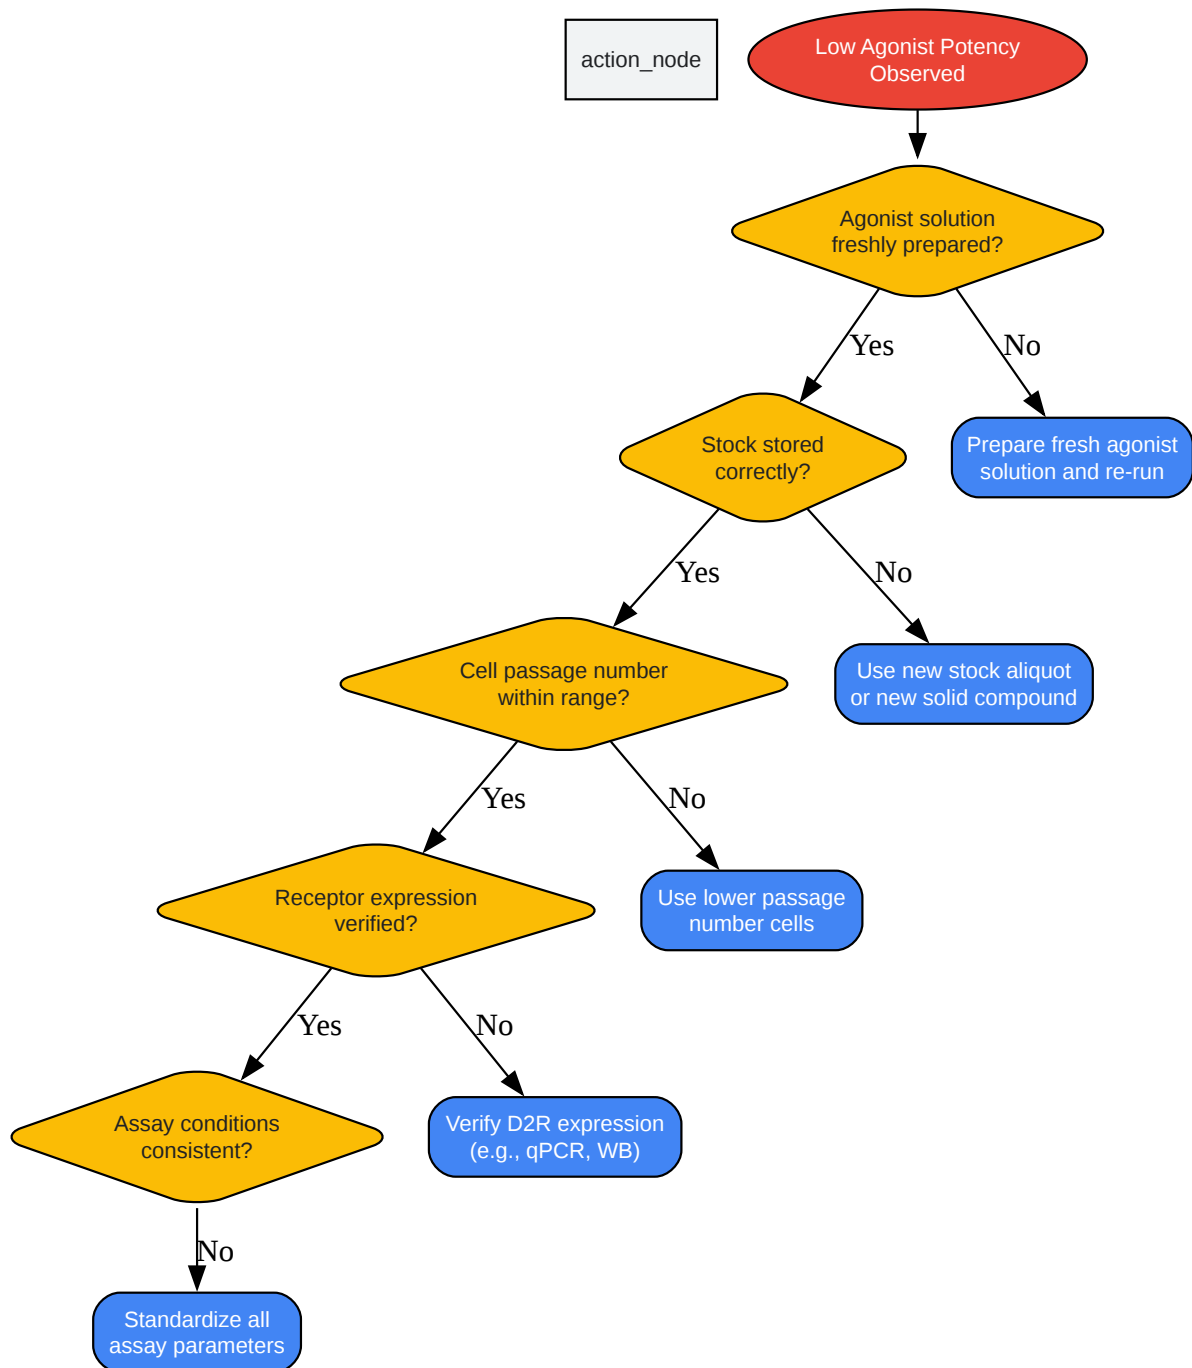 action_node
Low Agonist Potency
Observed
Agonist solution
freshly prepared?
Yes
No
Stock stored
correctly?
Prepare fresh agonist
solution and re-run
Yes
No
Cell passage number
within range?
Use new stock aliquot
or new solid compound
Yes
No
Receptor expression
verified?
Use lower passage
number cells
Yes
No
Assay conditions
consistent?
Verify D2R expression
(e.g., qPCR, WB)
No
Standardize all
assay parameters